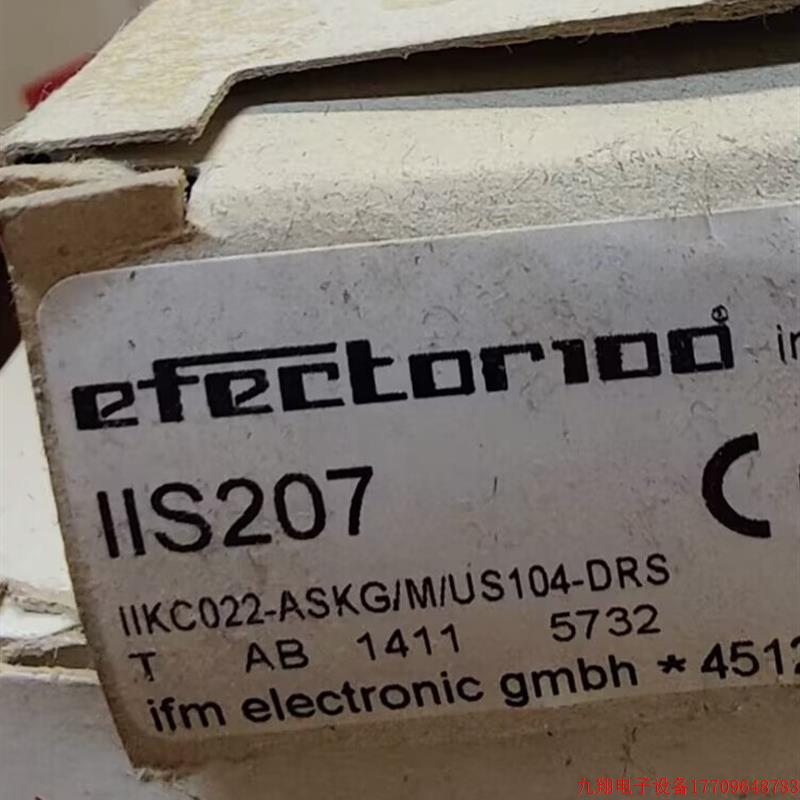 efector100® in
IIS207
C
IIKC022-ASKG/M/US104-DRS
T AB 1411 5732
ifm electronic gmbh * 4512
九翔电子设备17709648783